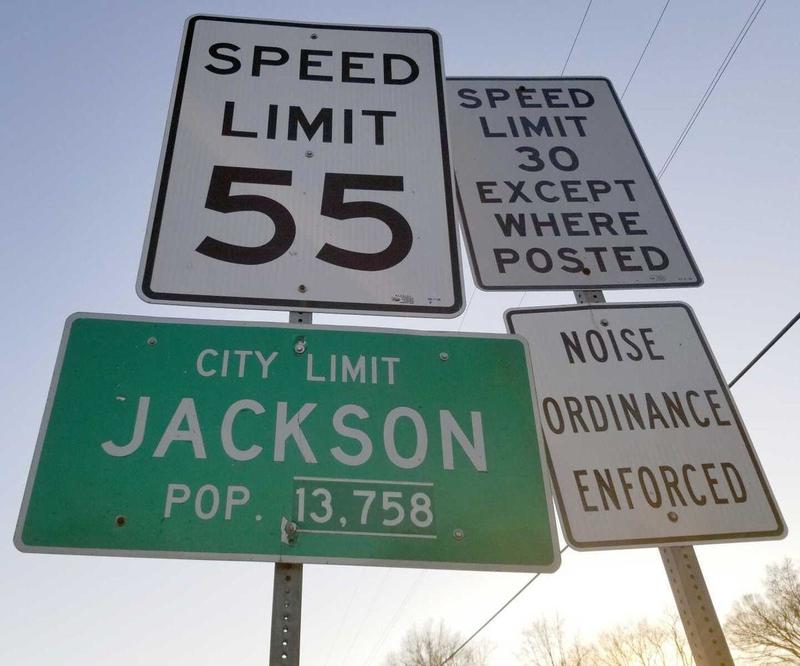 SPEED
LIMIT
55
SPEED
LIMIT
30
EXCEPT
WHERE
POSTED
CITY LIMIT
JACKSON
POP. 13,758
NOISE
ORDINANCE
ENFORCED